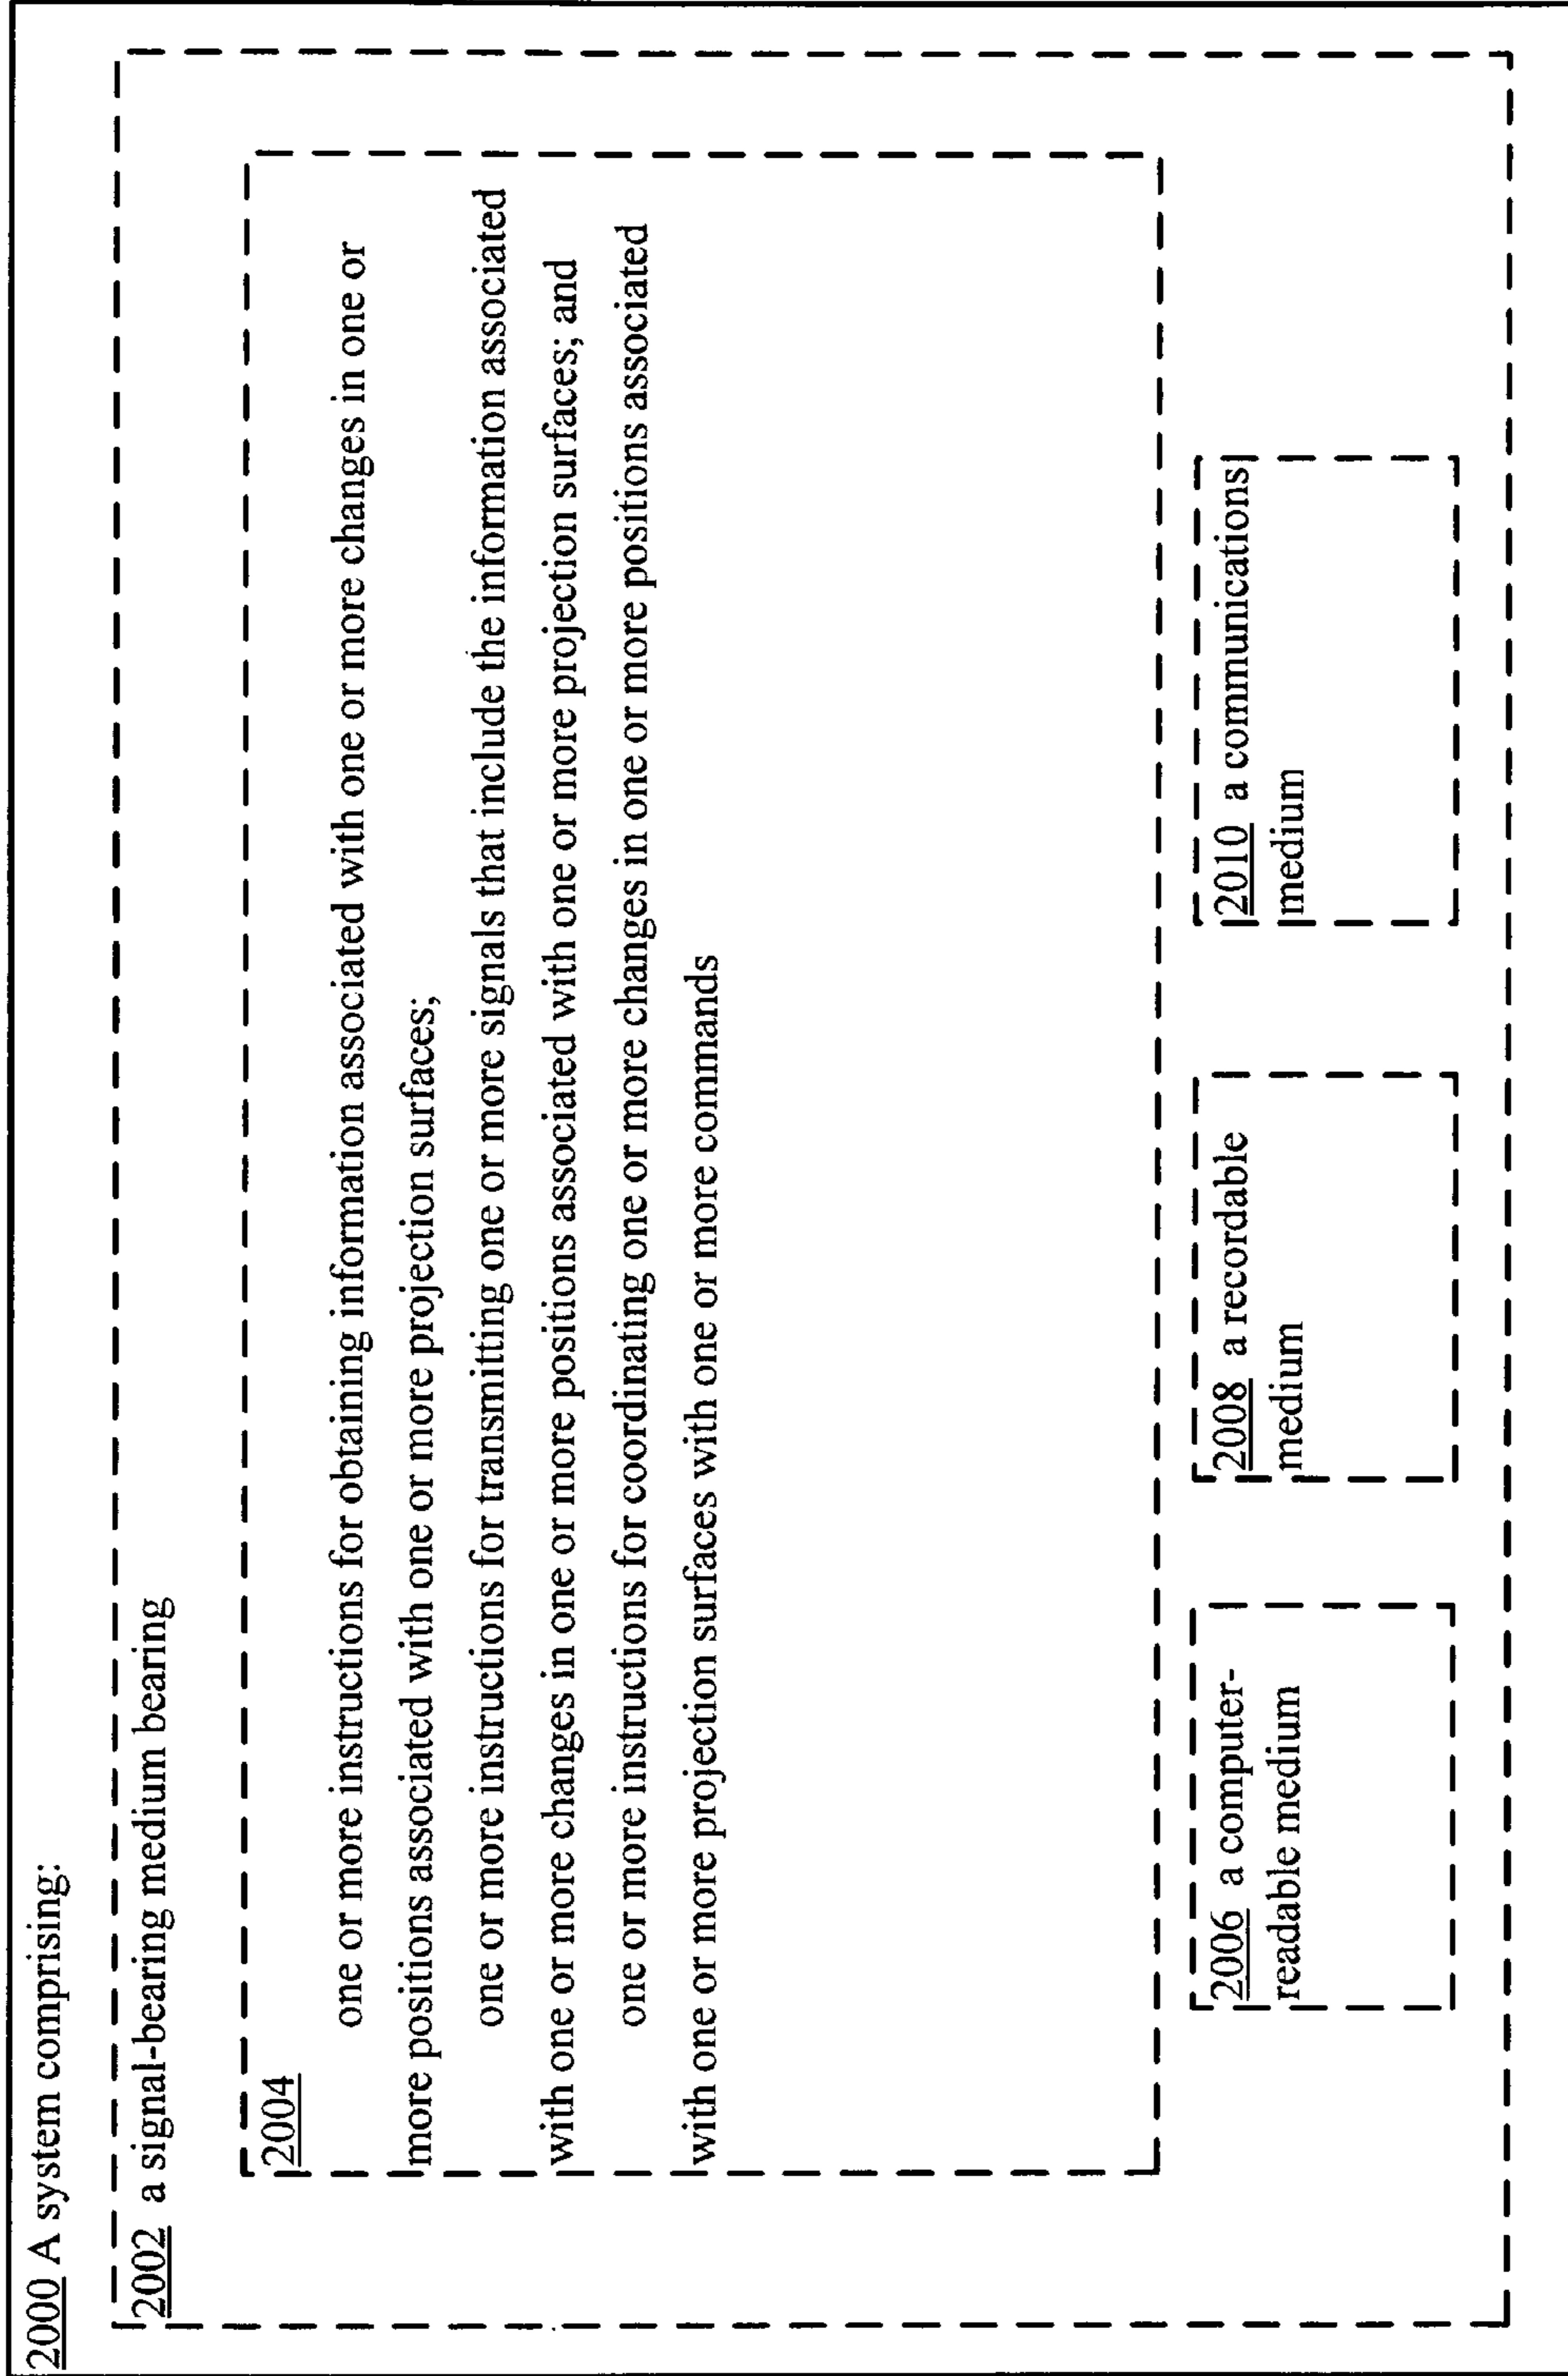 2000 A system comprising:
2002 a signal-bearing medium bearing
2004
one or more instructions for obtaining information associated with one or more changes in one or
more positions associated with one or more projection surfaces;
one or more instructions for transmitting one or more signals that include the information associated
with one or more changes in one or more positions associated with one or more projection surfaces; and
one or more instructions for coordinating one or more changes in one or more positions associated
with one or more projection surfaces with one or more commands
2006 a computer-
readable medium
2008 a recordable
medium
2010 a communications
medium